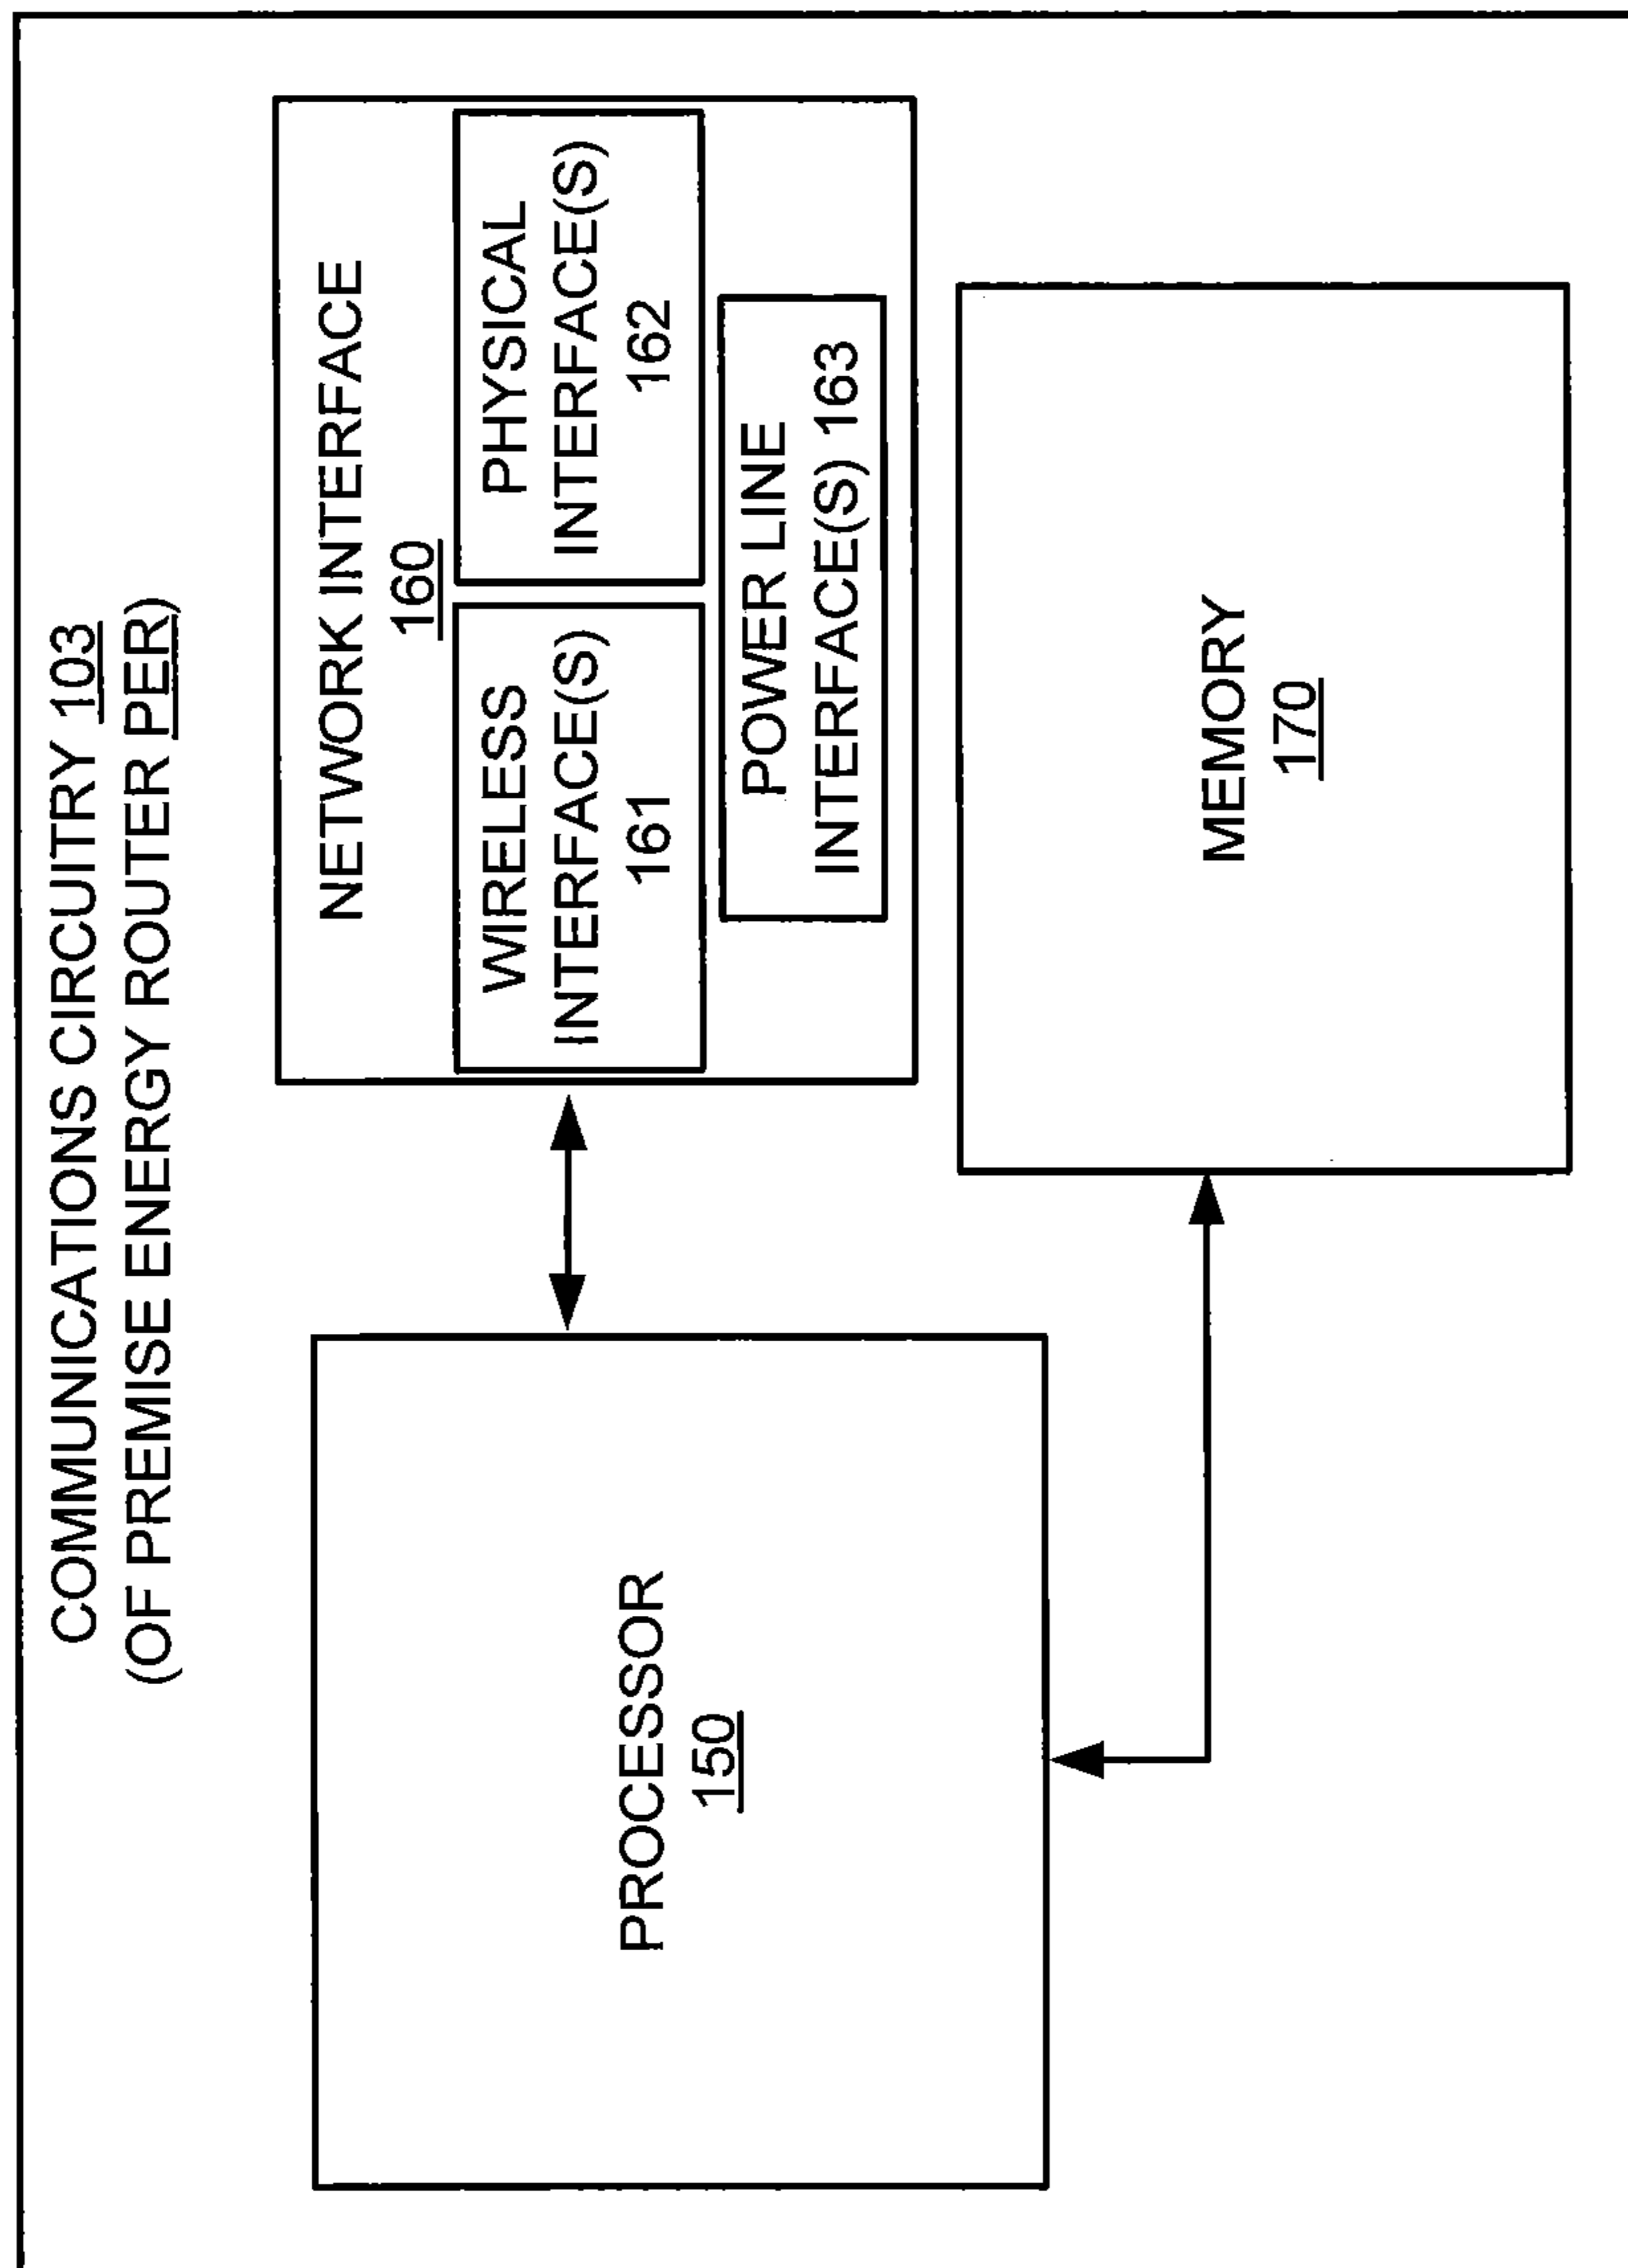 COMMUNICATIONS CIRCUITRY 103
(OF PREMISE ENERGY ROUTER PER)
PROCESSOR
150
NETWORK INTERFACE
160
WIRELESS
INTERFACE(S)
161
PHYSICAL
INTERFACE(S)
162
POWER LINE
INTERFACE(S) 163
MEMORY
170